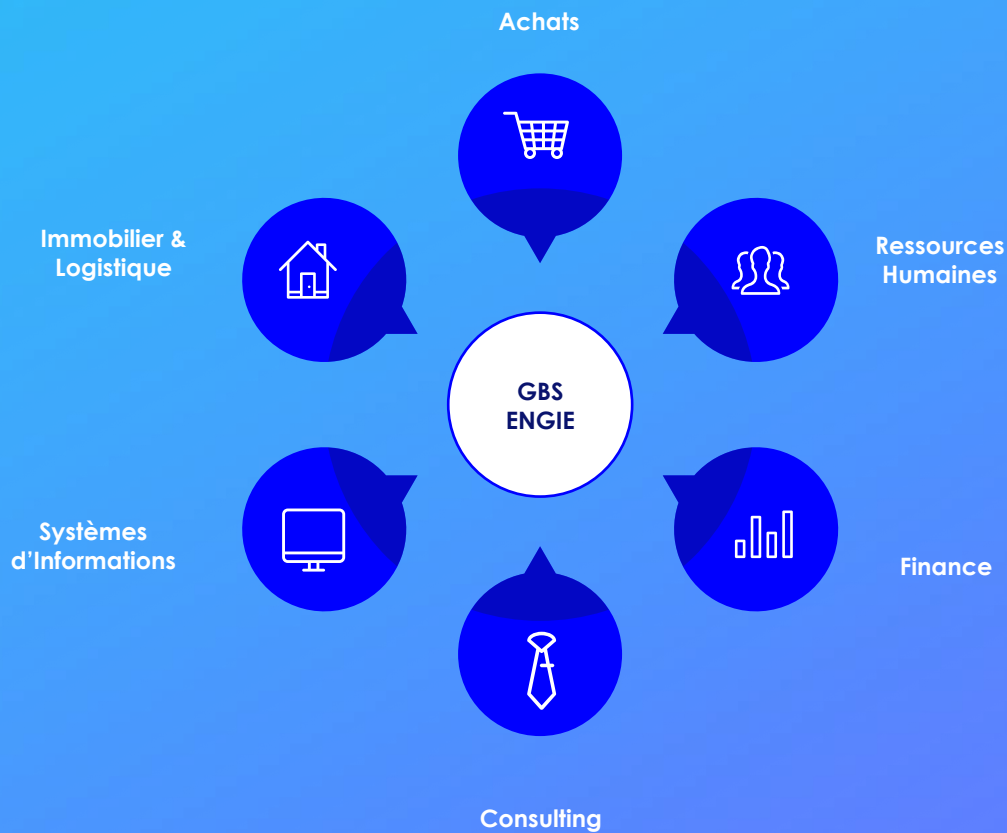 Achats
Immobilier &
Logistique
Ressources
Humaines
GBS
ENGIE
Systèmes
d’Informations
Finance
Consulting